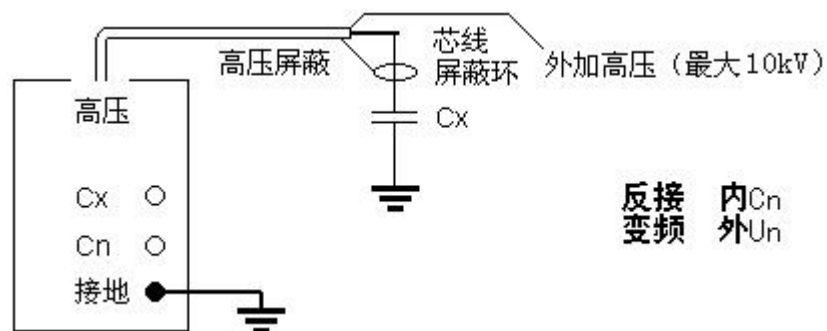 芯线
高压屏蔽
屏蔽环
外加高压（最大10kV）
高压
Cx
Cx
反接 内Cn
Cn
变频 外Un
接地